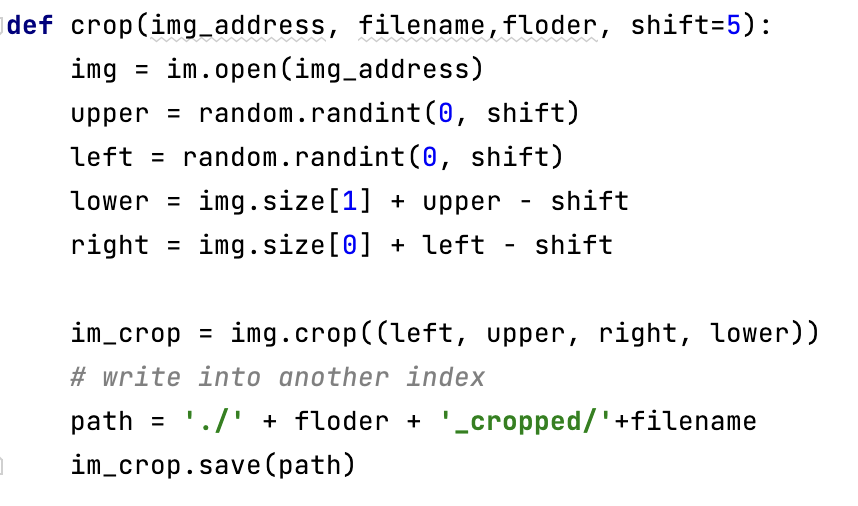 def crop(img_address, filename,floder, shift=5):
    img = im.open(img_address)
    upper = random.randint(0, shift)
    left = random.randint(0, shift)
    lower = img.size[1] + upper - shift
    right = img.size[0] + left - shift

    im_crop = img.crop((left, upper, right, lower))
    # write into another index
    path = './' + floder + '_cropped/'+filename
    im_crop.save(path)